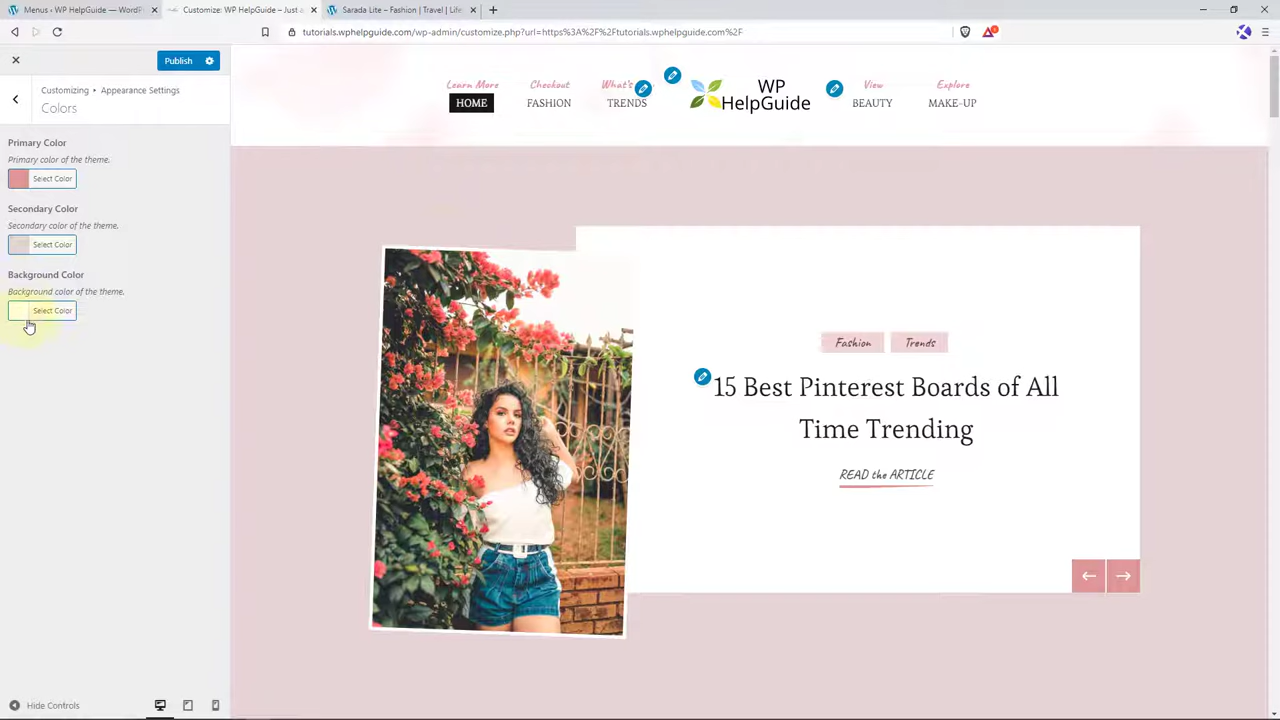 Menus ‹ WP HelpGuide — WordP
Customize: WP HelpGuide – Just a
Sarada Lite – Fashion | Travel | Life
tutorials.wphelpguide.com/wp-admin/customize.php?url=https%3A%2F%2Ftutorials.wphelpguide.com%2F
Publish
Customizing ▸ Appearance Settings
Colors
Primary Color
Primary color of the theme.
Select Color
Secondary Color
Secondary color of the theme.
Select Color
Background Color
Background color of the theme.
Select Color
Hide Controls
Learn More
HOME
Checkout
FASHION
What's
TRENDS
WP
HelpGuide
View
BEAUTY
Explore
MAKE-UP
Fashion
Trends
15 Best Pinterest Boards of All
Time Trending
READ the ARTICLE